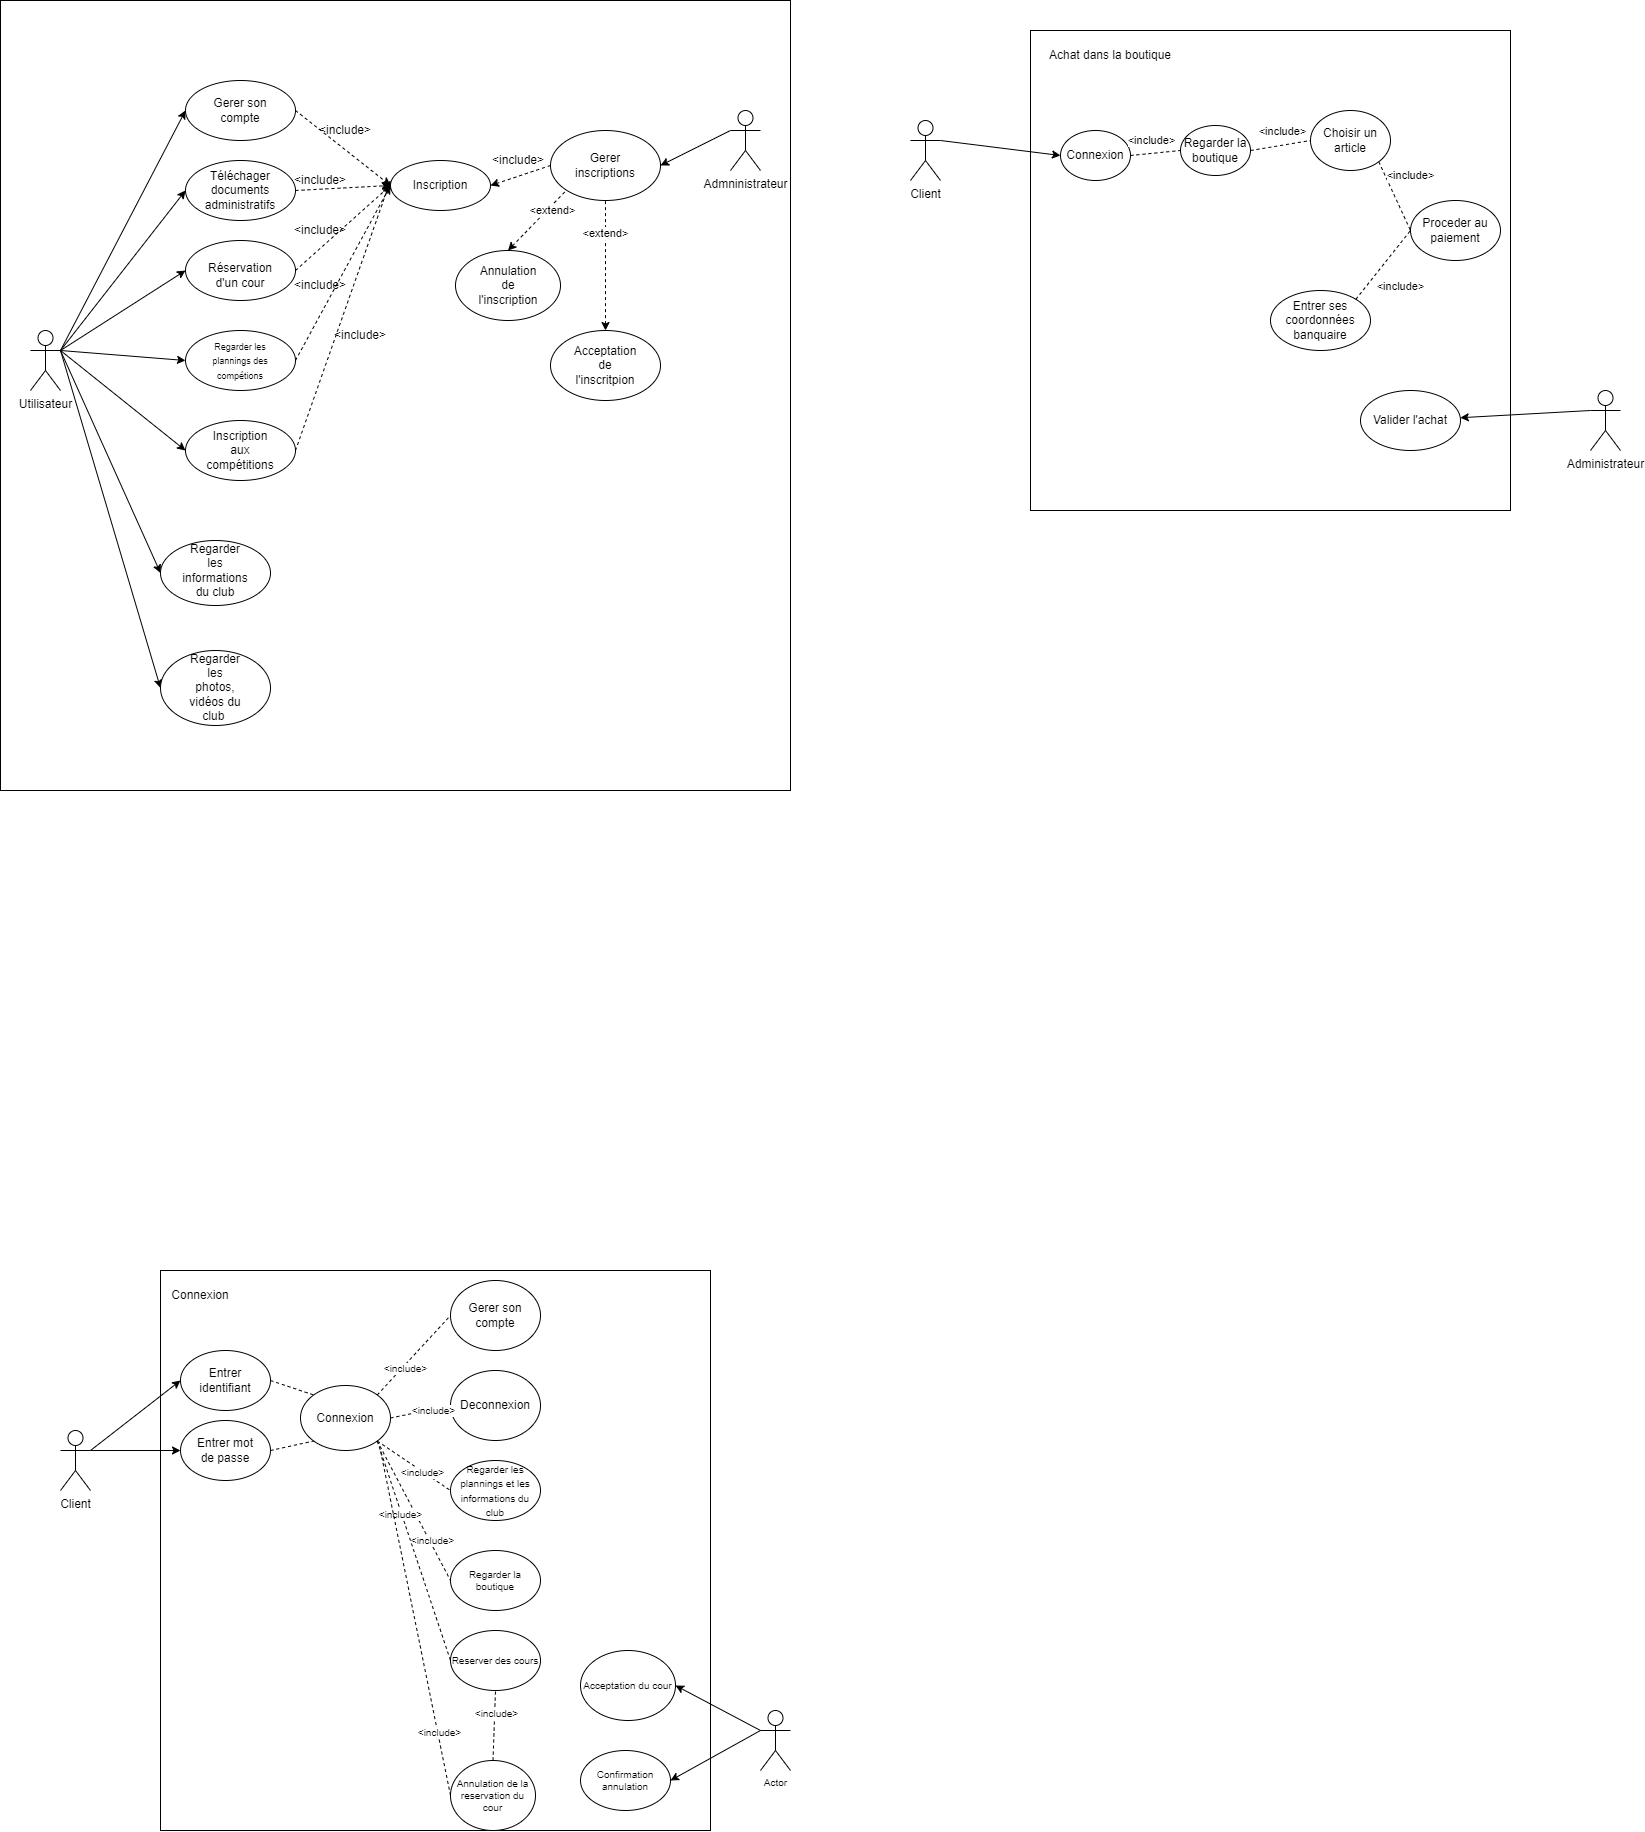 Gerer son
compte
<include>
Téléchager
documents
administratifs
<include>
Réservation
d'un cour
<include>
Regarder les
plannings des
compétions
<include>
Inscription
aux
compétitions
<include>
Utilisateur
Regarder
les
informations
du club
Regarder
les
photos,
vidéos du
club
Inscription
<include>
Gerer
inscriptions
Admninistrateur
<extend>
<extend>
Annulation
de
l'inscription
Acceptation
de
l'inscritpion
Achat dans la boutique
Client
Connexion
<include>
Regarder la
boutique
<include>
Choisir un
article
<include>
Proceder au
paiement
<include>
Entrer ses
coordonnées
banquaire
Valider l'achat
Administrateur
Connexion
Entrer
identifiant
Entrer mot
de passe
Client
Connexion
<include>
Gerer son
compte
<include>
Deconnexion
<include>
Regarder les
plannings et les
informations du
club
<include>
<include>
Regarder la
boutique
Reserver des cours
<include>
<include>
Annulation de la
reservation du
cour
Acceptation du cour
Confirmation
annulation
Actor